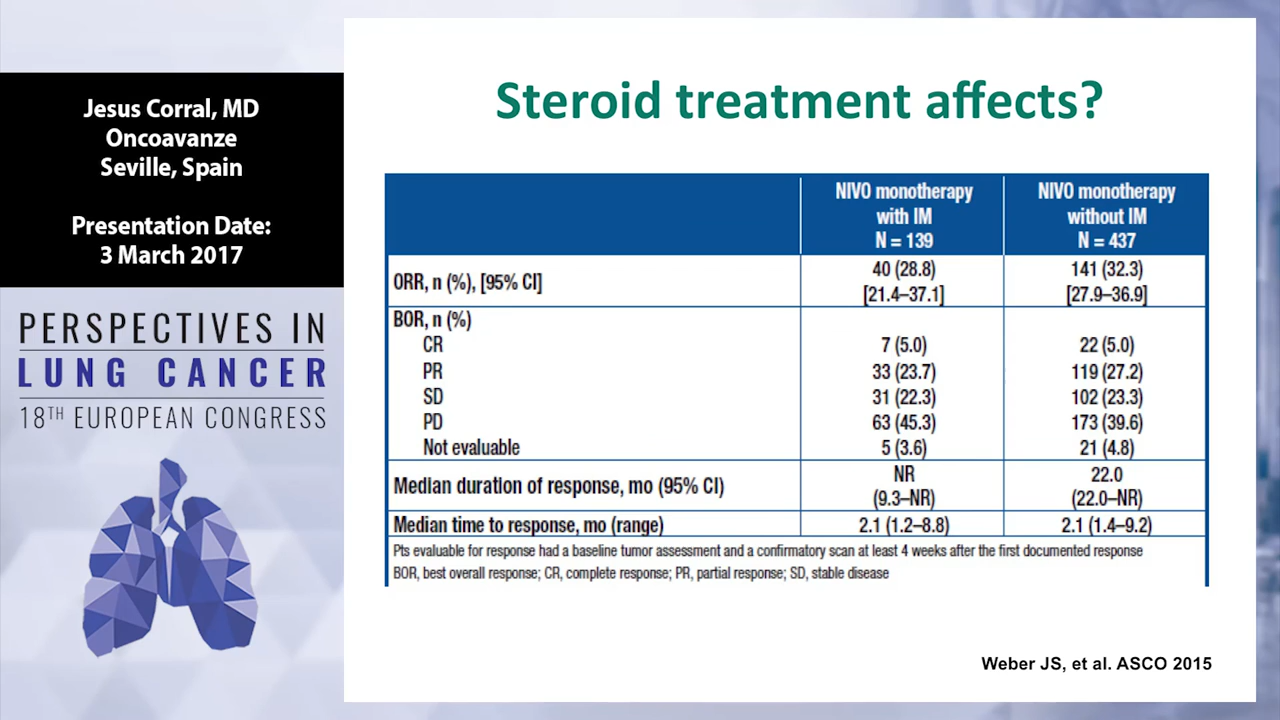 Jesus Corral, MD
Oncoavanze
Seville, Spain
Presentation Date:
3 March 2017
PERSPECTIVES IN
LUNG CANCER
18TH EUROPEAN CONGRESS
Steroid treatment affects?
NIVO monotherapy with IM N = 139 NIVO monotherapy without IM N = 437
ORR, n (%), [95% CI] 40 (28.8) [21.4–37.1] 141 (32.3) [27.9–36.9]
BOR, n (%)
CR 7 (5.0) 22 (5.0)
PR 33 (23.7) 119 (27.2)
SD 31 (22.3) 102 (23.3)
PD 63 (45.3) 173 (39.6)
Not evaluable 5 (3.6) 21 (4.8)
Median duration of response, mo (95% CI) NR (9.3–NR) 22.0 (22.0–NR)
Median time to response, mo (range) 2.1 (1.2–8.8) 2.1 (1.4–9.2)
Pts evaluable for response had a baseline tumor assessment and a confirmatory scan at least 4 weeks after the first documented response
BOR, best overall response; CR, complete response; PR, partial response; SD, stable disease
Weber JS, et al. ASCO 2015